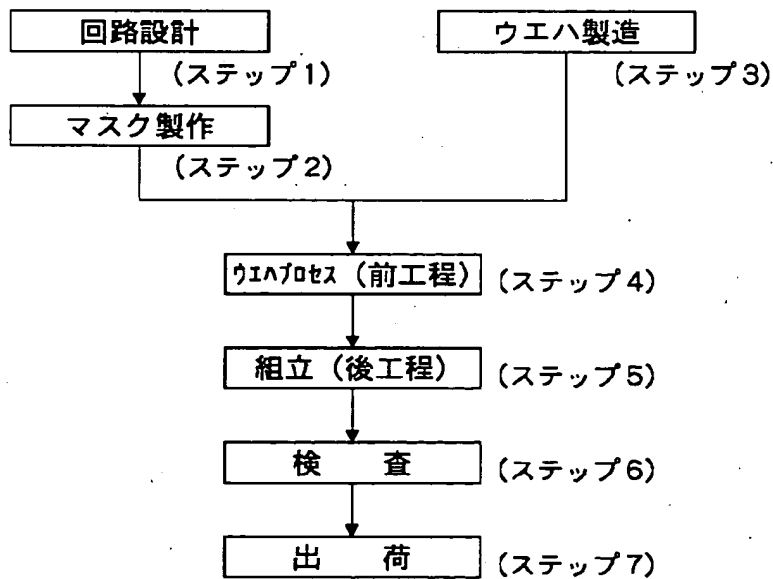 回路設計
ウエハ製造
(ステップ1)
(ステップ3)
マスク製作
(ステップ2)
ウエハプロセス (前工程)
(ステップ4)
組立 (後工程)
(ステップ5)
検 査
(ステップ6)
出 荷
(ステップ7)